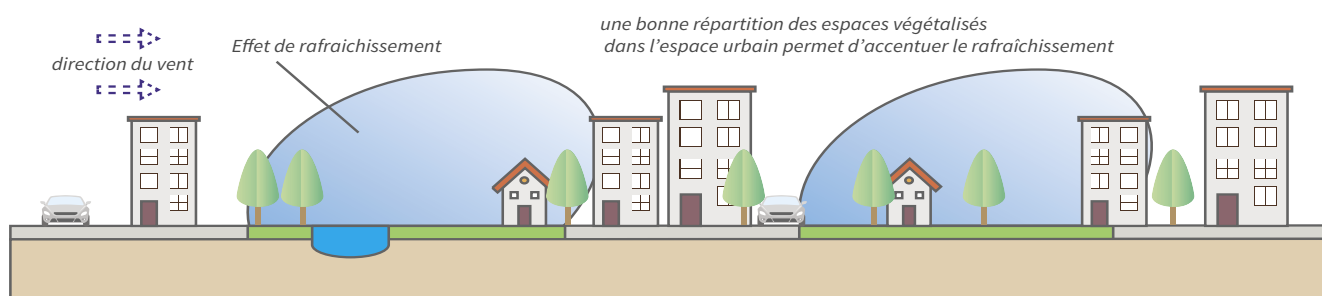 direction du vent
Effet de rafraichissement
une bonne répartition des espaces végétalisés
dans l'espace urbain permet d'accentuer le rafraîchissement